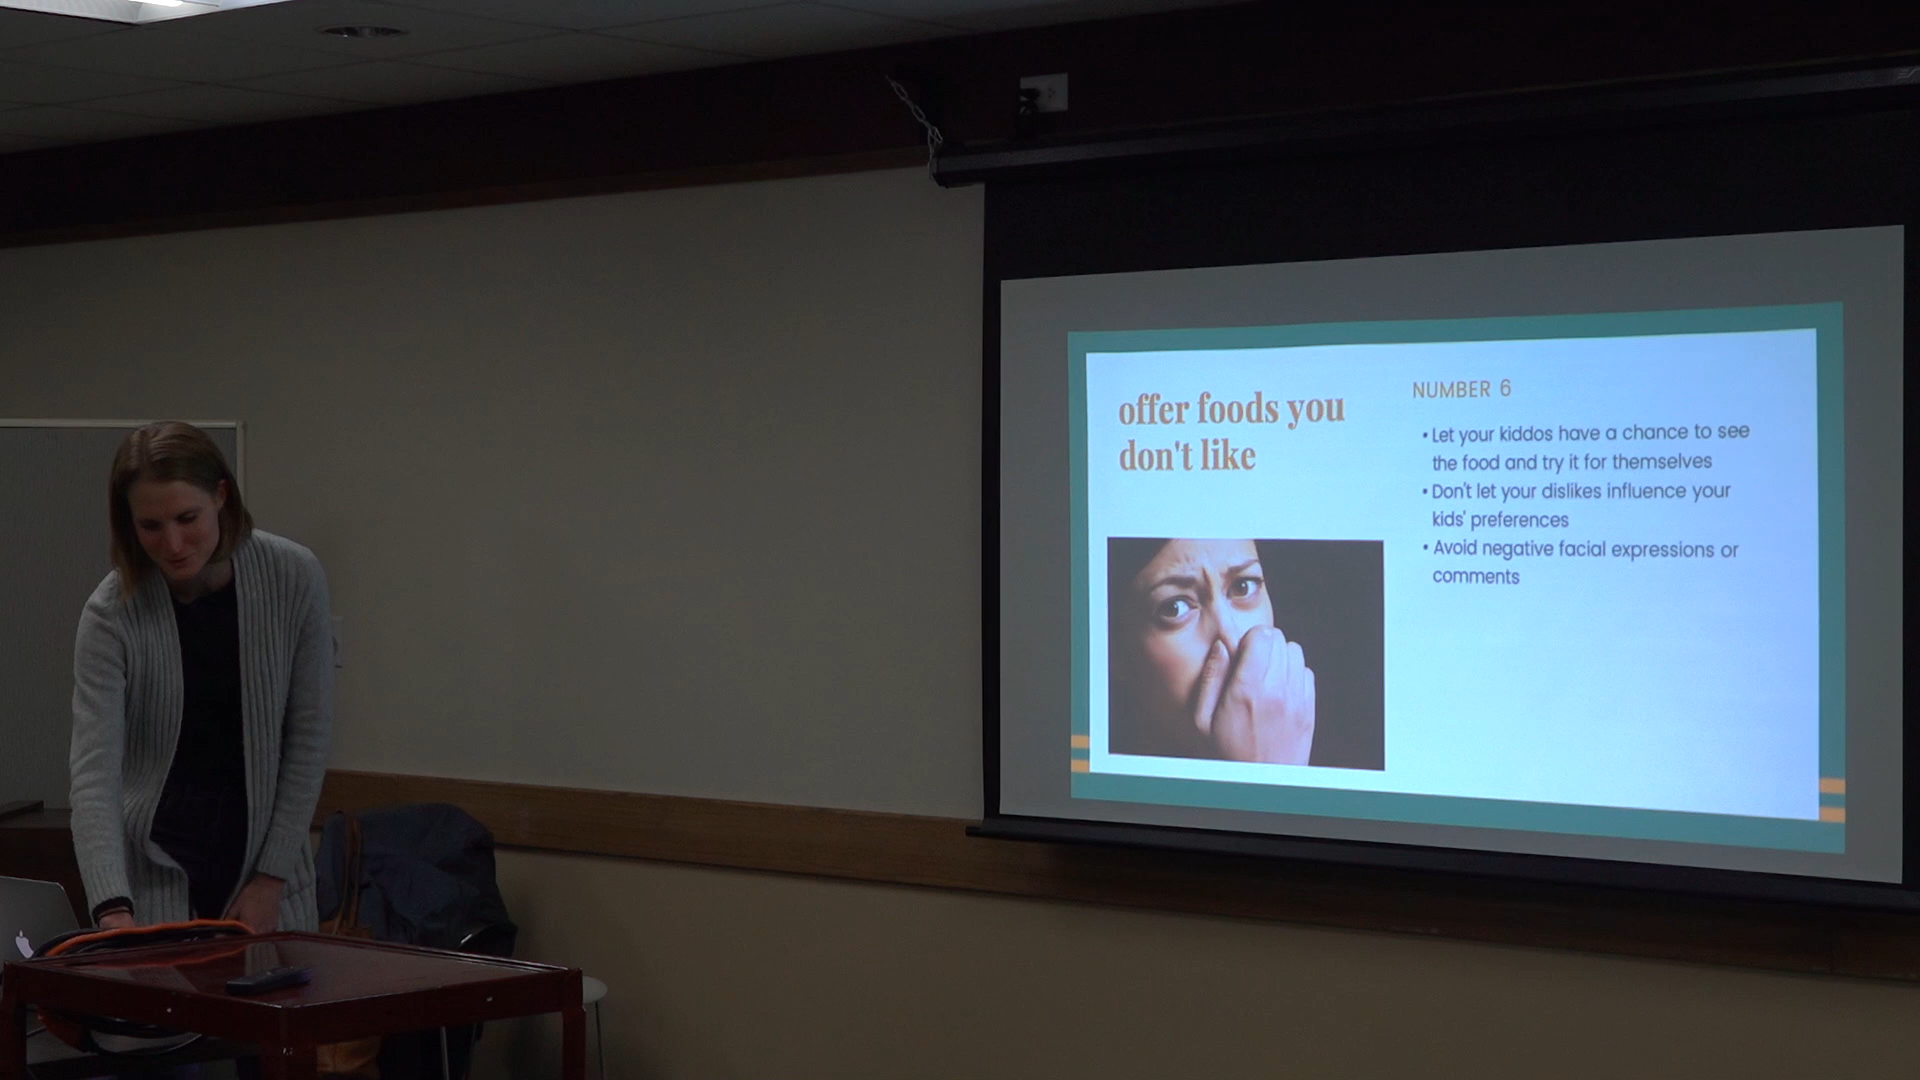 offer foods you
don't like
NUMBER 6
• Let your kiddos have a chance to see
the food and try it for themselves
• Don't let your dislikes influence your
kids' preferences
• Avoid negative facial expressions or
comments